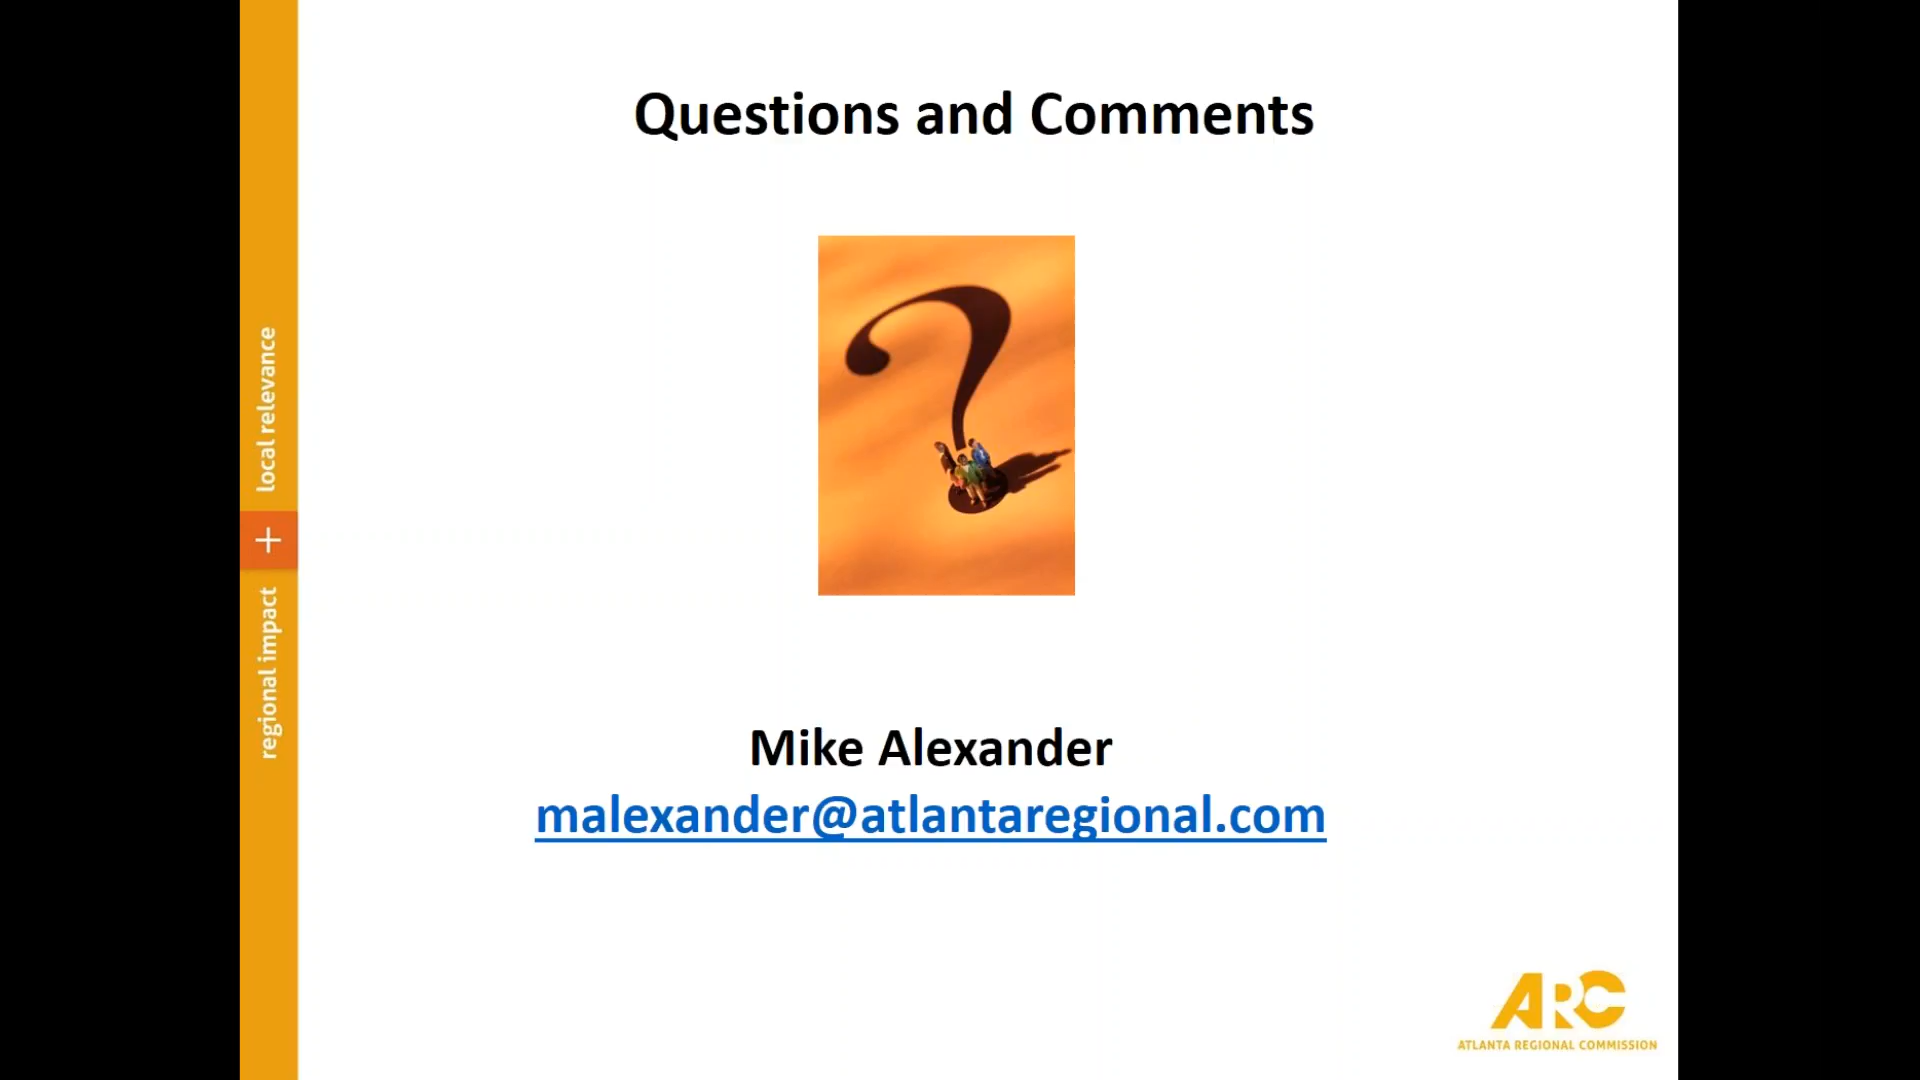 Questions and Comments
local relevance
+
regional impact
Mike Alexander
malexander@atlantaregional.com
ARC
ATLANTA REGIONAL COMMISSION